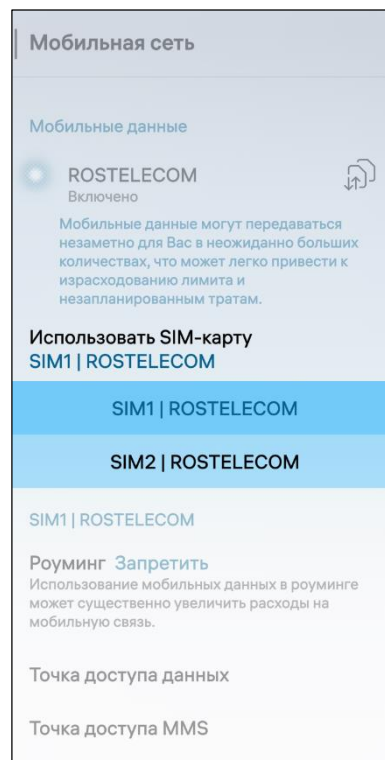 Мобильная сеть
Мобильные данные
ROSTELECOM
Включено
Мобильные данные могут передаваться
незаметно для Вас в неожиданно больших
количествах, что может легко привести к
израсходованию лимита и
незапланированным тратам.
Использовать SIM-карту
SIM1 | ROSTELECOM
SIM1 | ROSTELECOM
SIM2 | ROSTELECOM
SIM1 | ROSTELECOM
Роуминг Запретить
Использование мобильных данных в роуминге
может существенно увеличить расходы на
мобильную связь.
Точка доступа данных
Точка доступа MMS